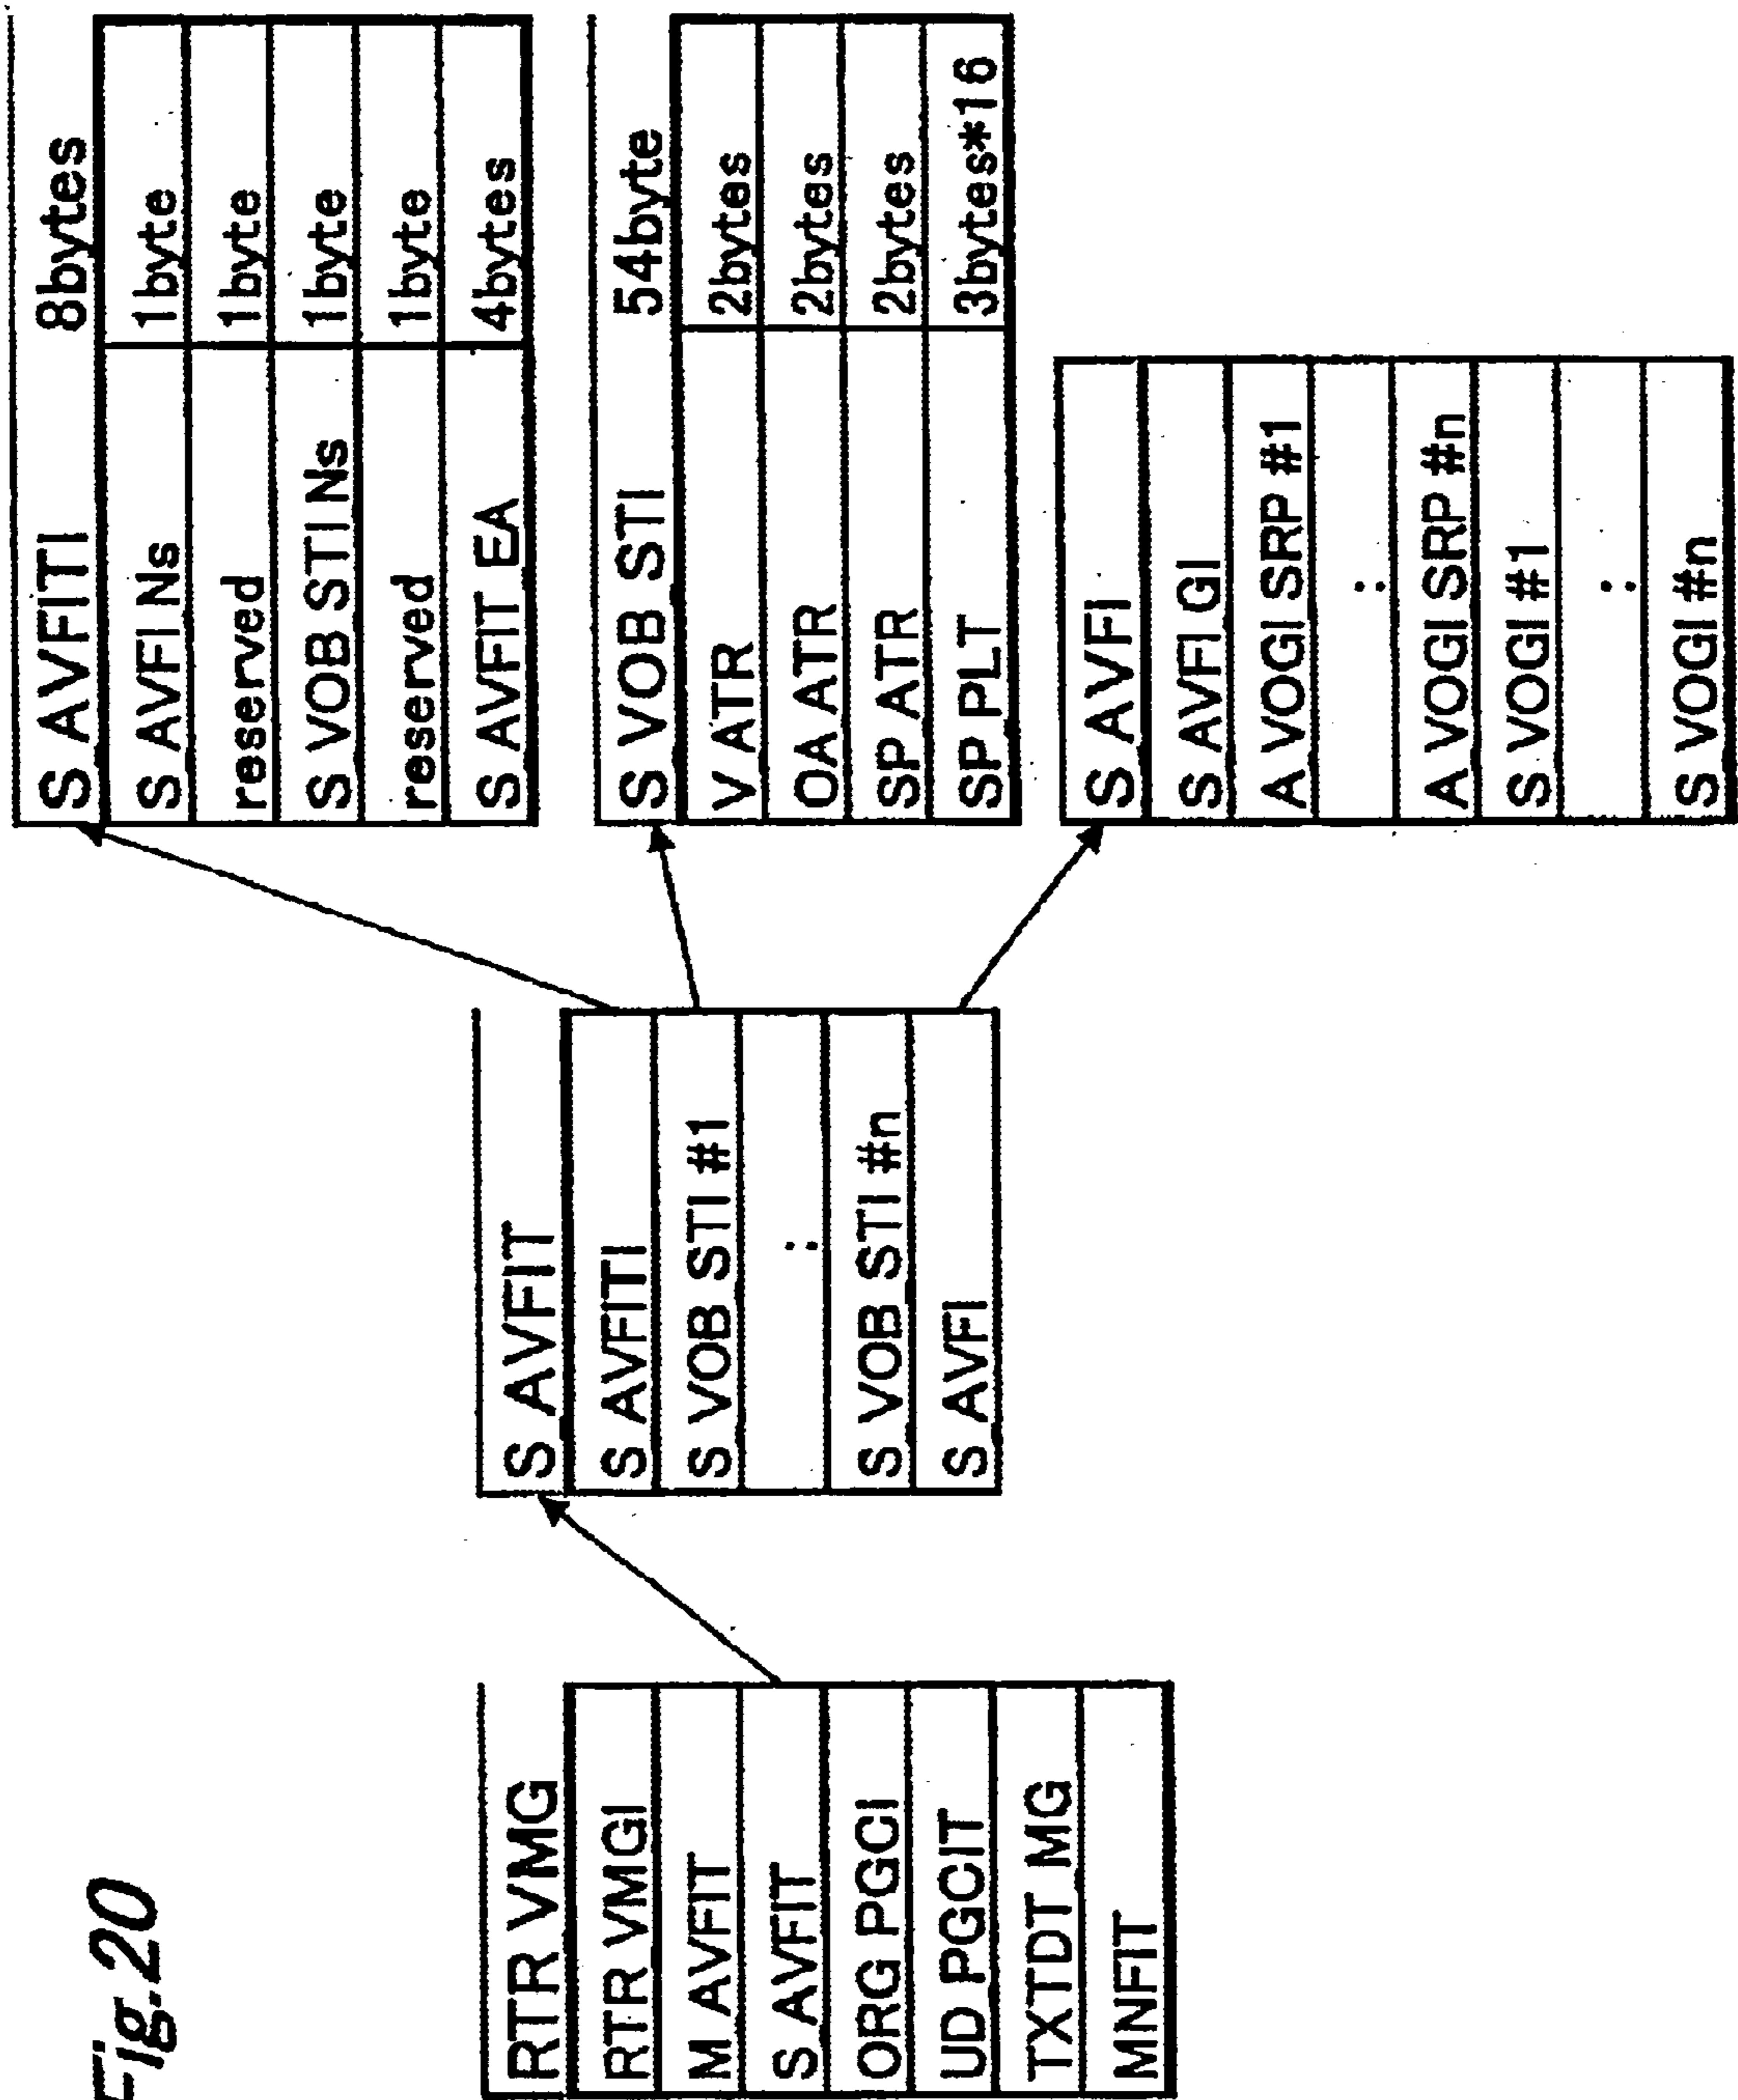 Fig.20
RTR VMG
RTR VMGI
M AVFIT
S AVFIT
ORG PGCI
UD PGCIT
TXTDT MG
MNFIT
S AVFIT
S AVFITI
S VOB STI #1
:
S VOB STI #n
S AVFI
S AVFITI 8bytes
S AVFI Ns 1byte
reserved 1byte
S VOB STI Ns 1byte
reserved 1byte
S AVFIT EA 4bytes
S VOB STI 54byte
V ATR 2bytes
OA ATR 2bytes
SP ATR 2bytes
SP PLT 3bytes*16
S AVFI
S AVFI GI
A VOGI SRP #1
:
A VOGI SRP #n
S VOGI #1
:
S VOGI #n